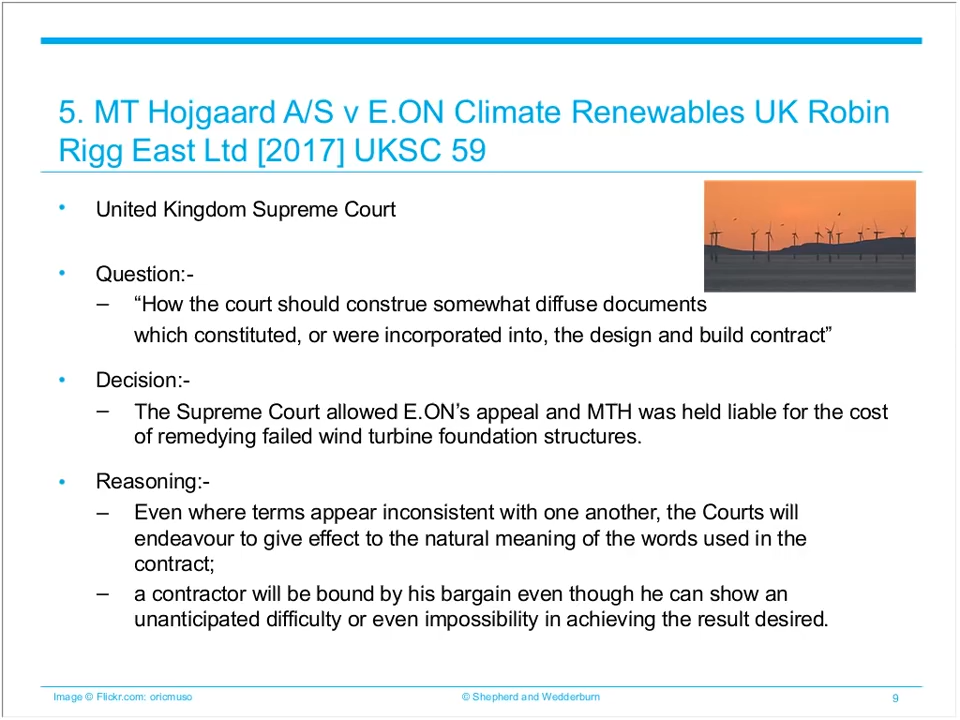 5. MT Hojgaard A/S v E.ON Climate Renewables UK Robin
Rigg East Ltd [2017] UKSC 59
• United Kingdom Supreme Court
• Question:-
– “How the court should construe somewhat diffuse documents
which constituted, or were incorporated into, the design and build contract”
• Decision:-
– The Supreme Court allowed E.ON’s appeal and MTH was held liable for the cost
of remedying failed wind turbine foundation structures.
• Reasoning:-
– Even where terms appear inconsistent with one another, the Courts will
endeavour to give effect to the natural meaning of the words used in the
contract;
– a contractor will be bound by his bargain even though he can show an
unanticipated difficulty or even impossibility in achieving the result desired.
Image © Flickr.com: oricmuso
© Shepherd and Wedderburn
9